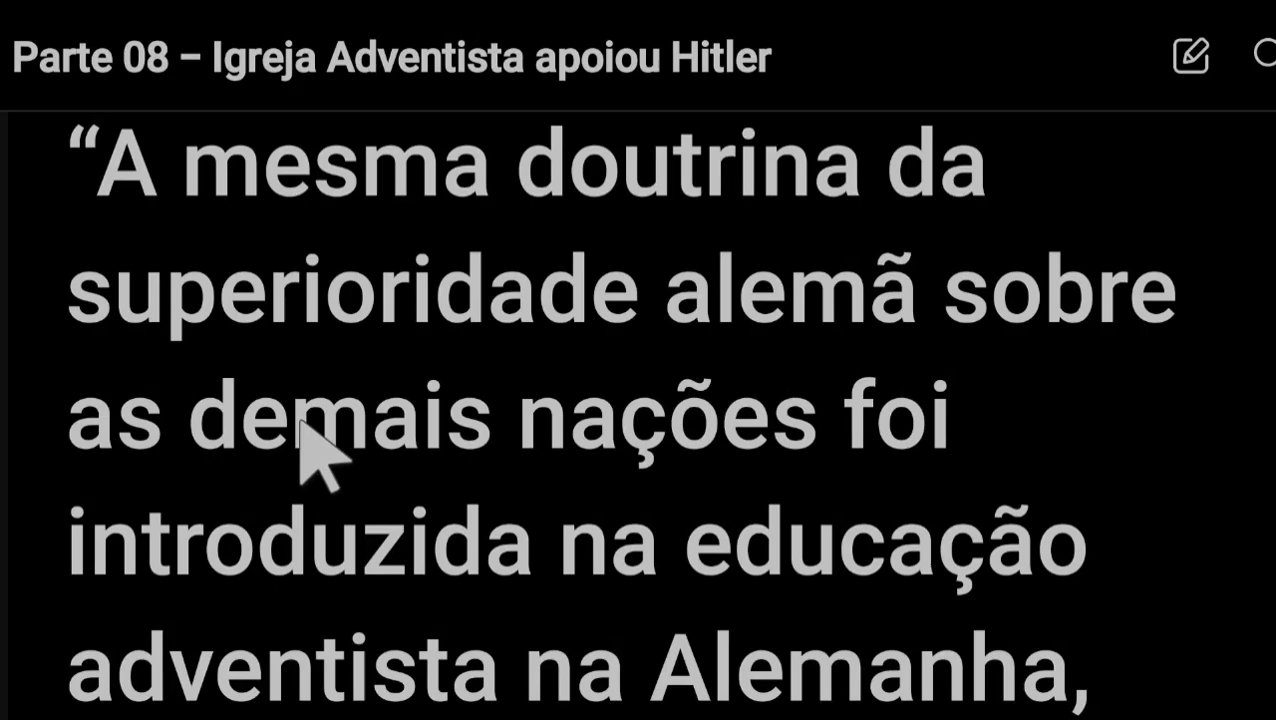 Parte 08 – Igreja Adventista apoiou Hitler
“A mesma doutrina da
superioridade alemã sobre
as demais nações foi
introduzida na educação
adventista na Alemanha,